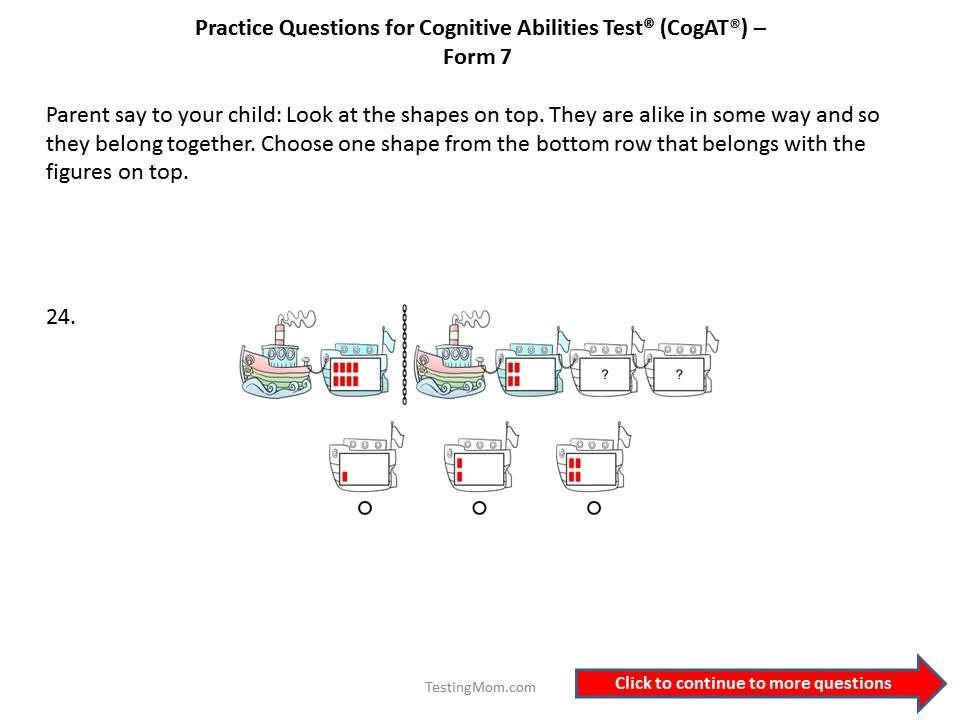 Practice Questions for Cognitive Abilities Test® (CogAT®) –
Form 7
Parent say to your child: Look at the shapes on top. They are alike in some way and so
they belong together. Choose one shape from the bottom row that belongs with the
figures on top.
24.
? ?
TestingMom.com
Click to continue to more questions